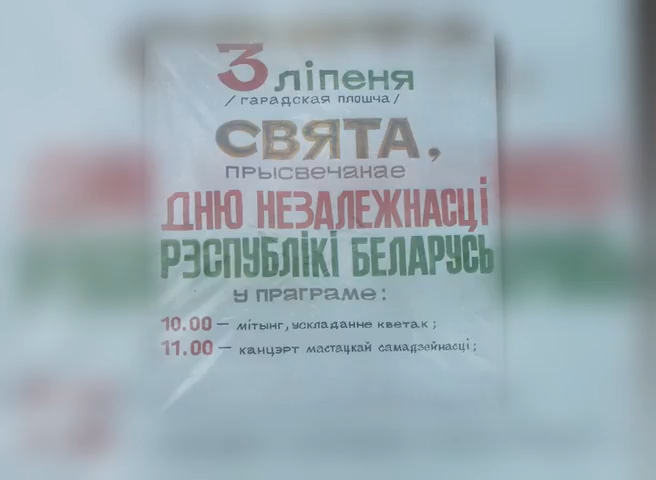 3 ліпеня
/гарадская плошча/
СВЯТА,
прысвечанае
ДНЮ НЕЗАЛЕЖНАСЦІ
РЭСПУБЛІКІ БЕЛАРУСЬ
у праграме:
10.00 — мітынг, ускладанне кветак;
11.00 — канцэрт мастацкай самадзейнасці;